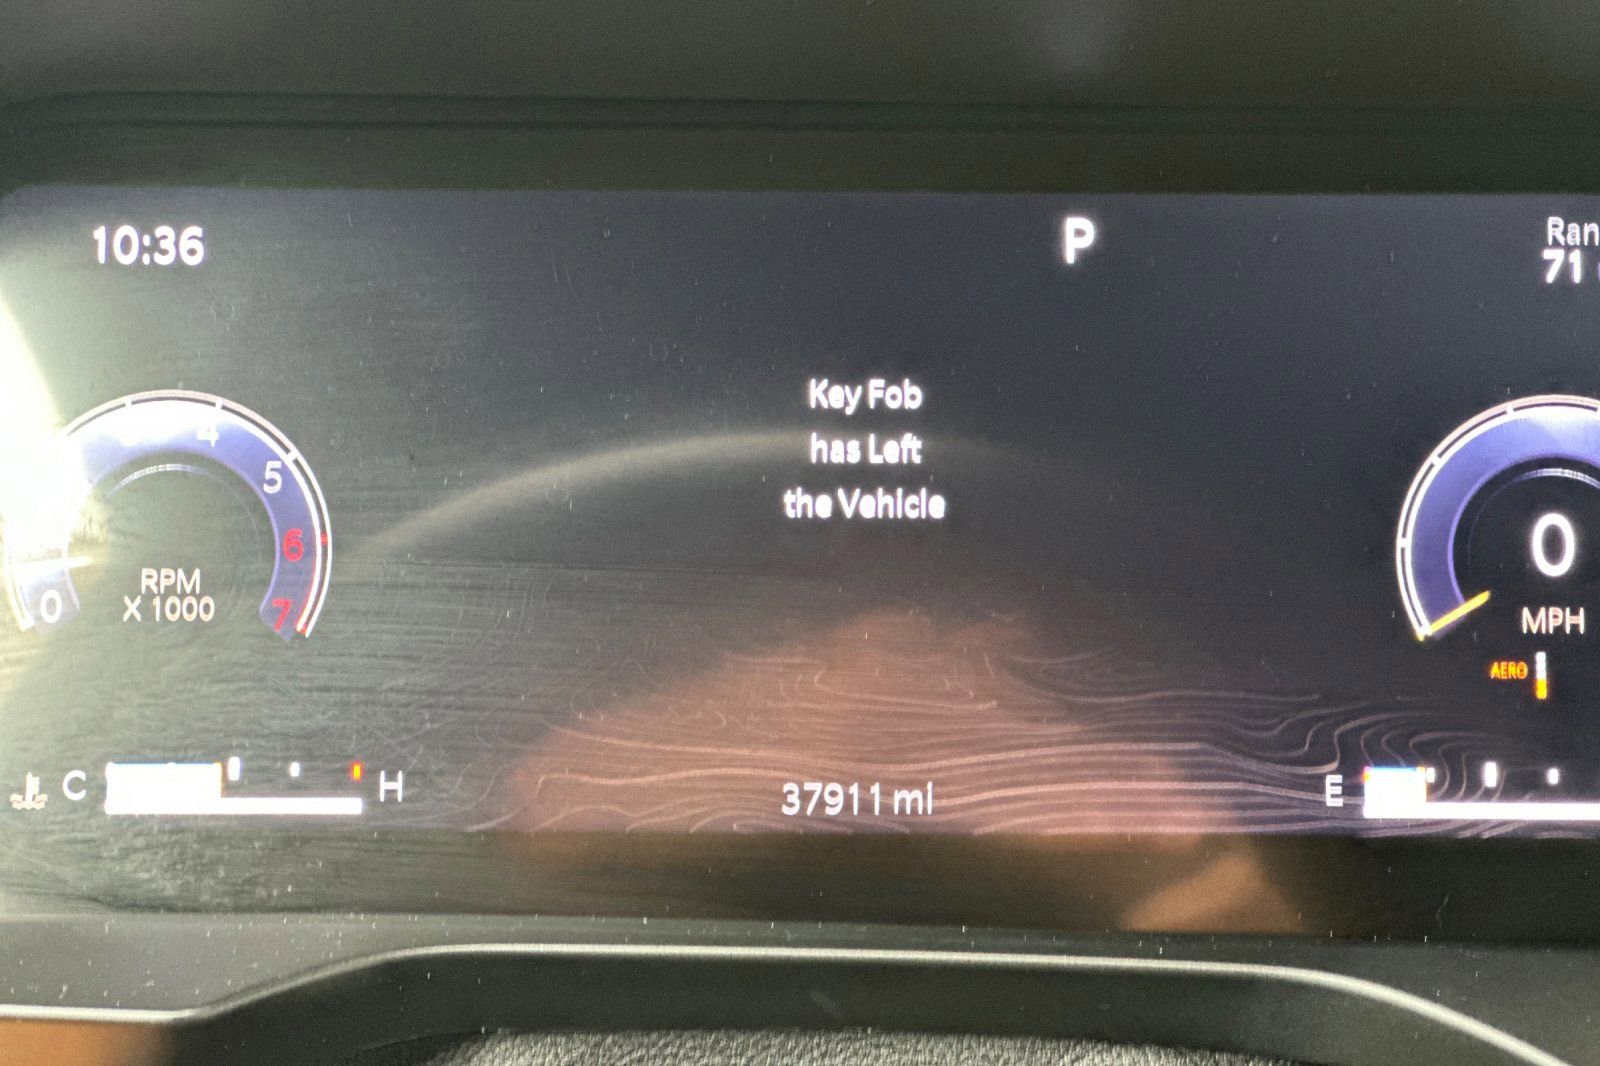 10:36
P
Ran
71
Key Fob
has Left
the Vehicle
4
5
6
7
0
RPM
X 1000
0
MPH
AERO
C
H
37911 mi
E